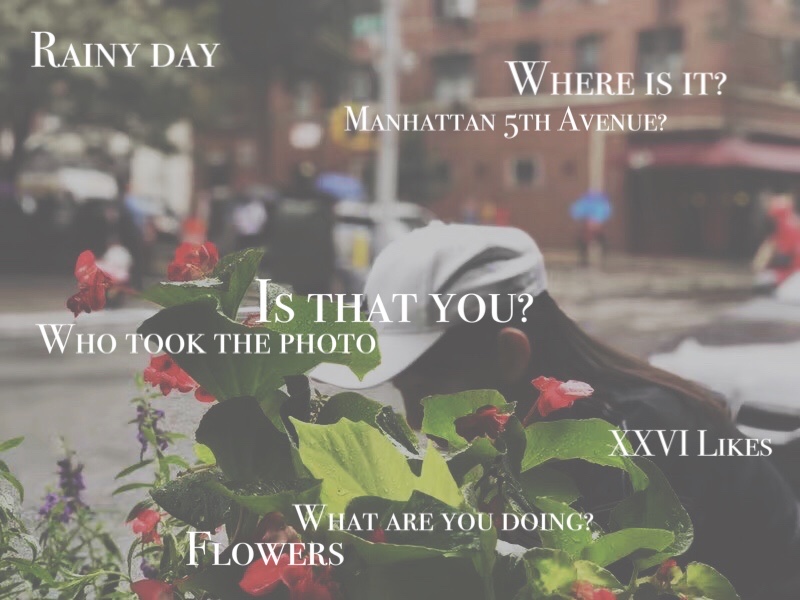 Rainy day
Where is it?
Manhattan 5th Avenue?
Is that you?
Who took the photo
XXVI Likes
What are you doing?
Flowers